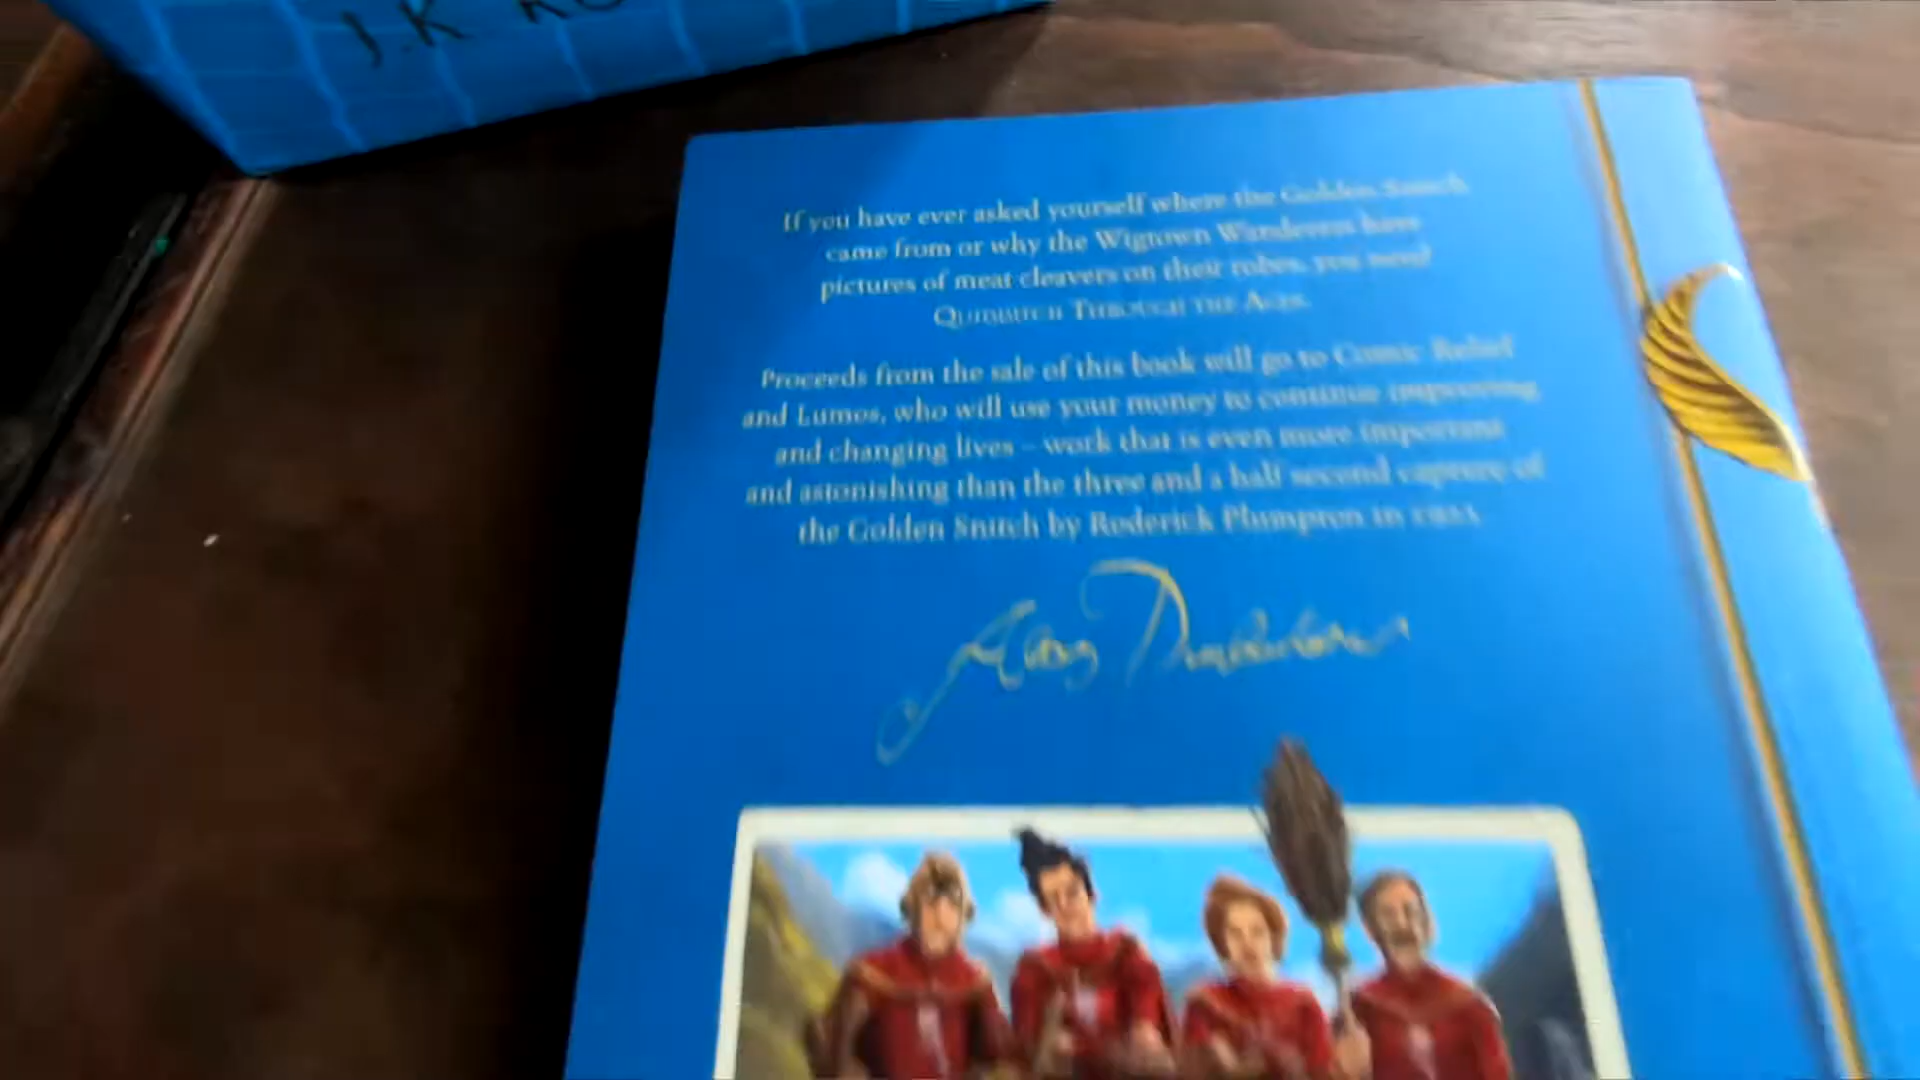 J.K
If you have ever asked yourself where the Golden Snitch
came from or why the Wigtown Wanderers have
pictures of meat cleavers on their robes, you need
QUIDDITCH THROUGH THE AGES.
Proceeds from the sale of this book will go to Comic Relief
and Lumos, who will use your money to continue improving
and changing lives – work that is even more important
and astonishing than the three and a half second capture of
the Golden Snitch by Roderick Plumpton in 1921.
Albus Dumbledore